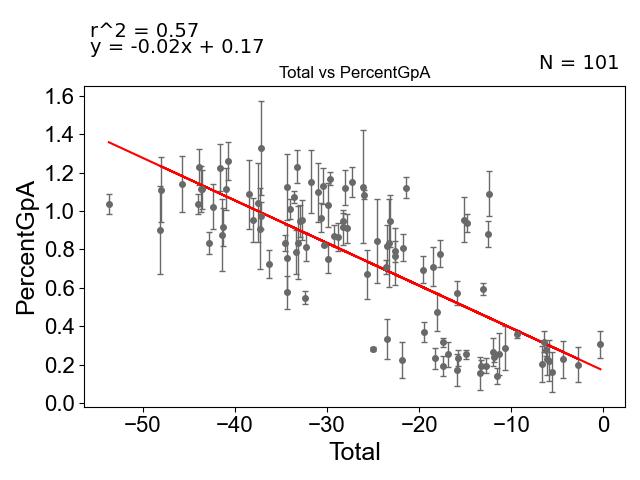 r^2 = 0.57
y = -0.02x + 0.17
N = 101
Total vs PercentGpA
1.6
1.4
1.2
1.0
0.8
0.6
0.4
0.2
0.0
PercentGpA
−50 −40 −30 −20 −10 0
Total